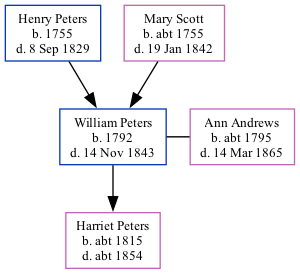 Henry Peters
b. 1755
d. 8 Sep 1829
Mary Scott
b. abt 1755
d. 19 Jan 1842
William Peters
b. 1792
d. 14 Nov 1843
Ann Andrews
b. abt 1795
d. 14 Mar 1865
Harriet Peters
b. abt 1815
d. abt 1854